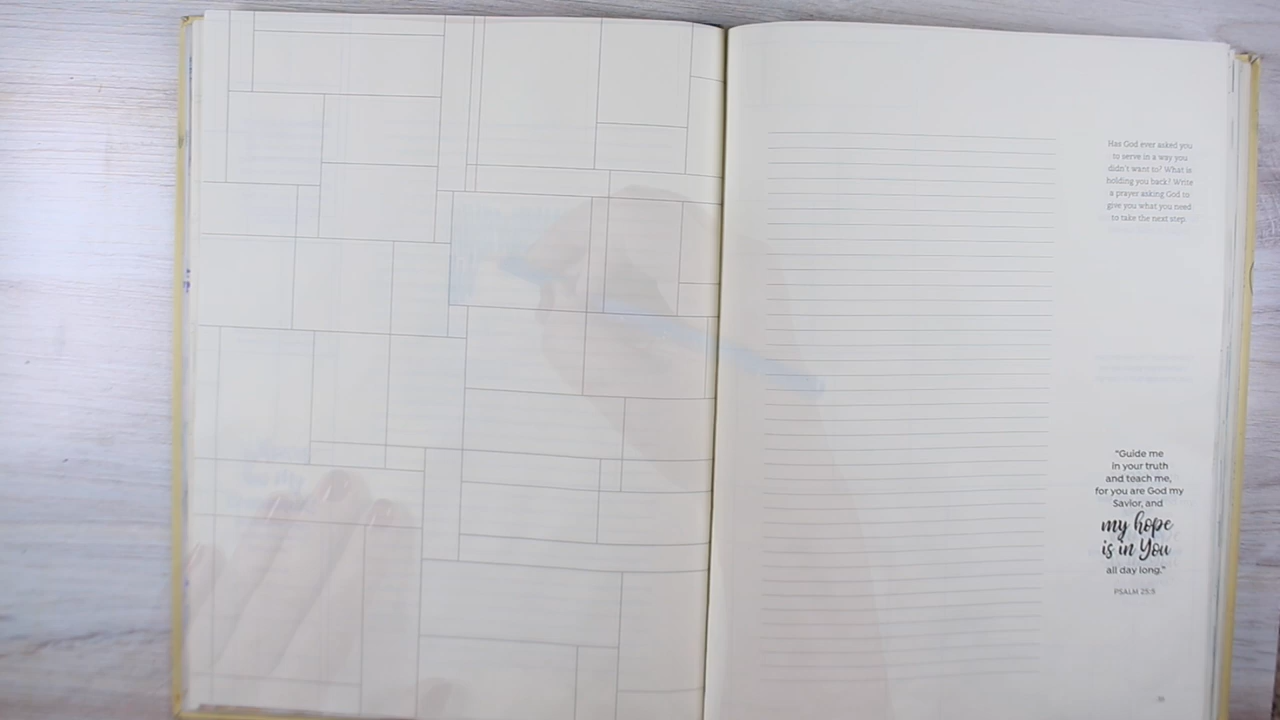 Has God ever asked you
to serve in a way you
didn't want to? What is
holding you back? Write
a prayer asking God to
give you what you need
to take the next step.
"Guide me
in your truth
and teach me,
for you are God my
Savior, and
my hope
is in You
all day long."
PSALM 25:5